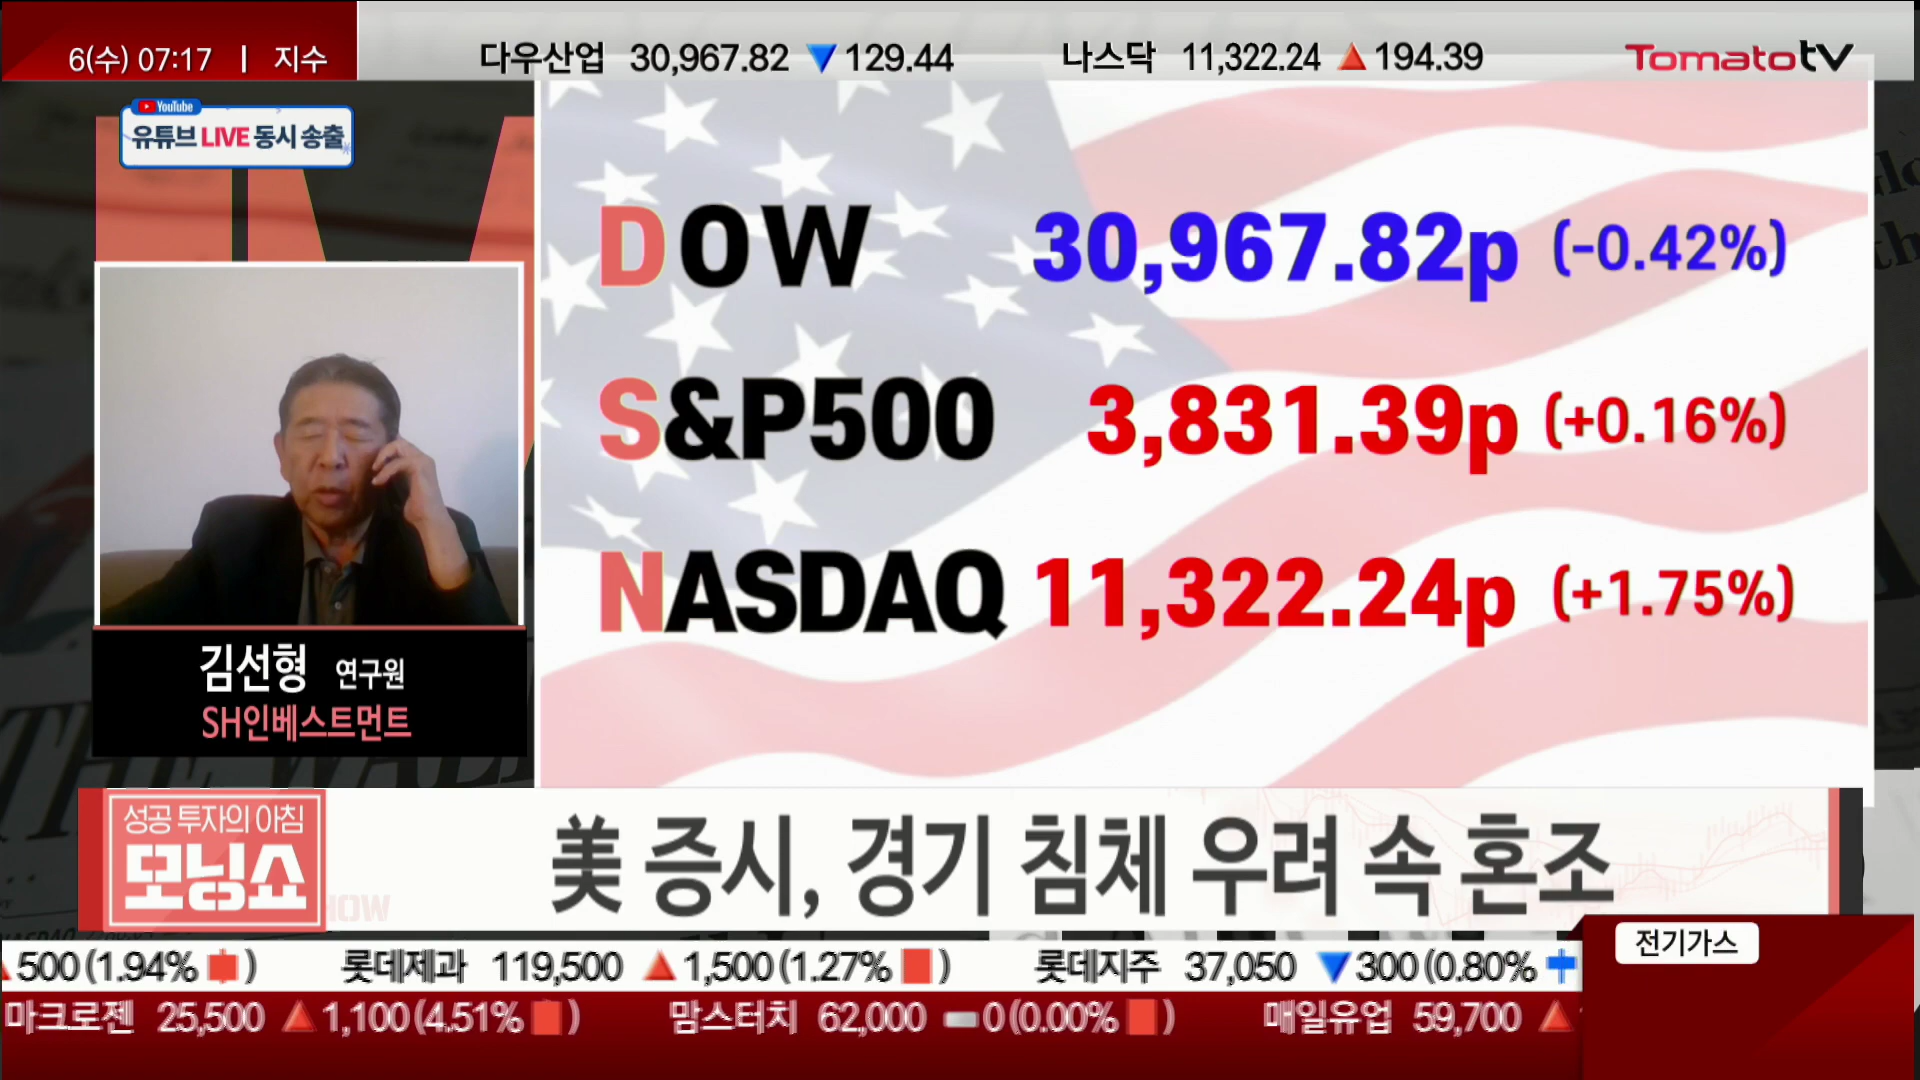 6(수) 07:17 | 지수
다우산업 30,967.82 ▼ 129.44 나스닥 11,322.24 ▲ 194.39
Tomatotv
YouTube
유튜브 LIVE 동시 송출
DOW 30,967.82p (-0.42%)
S&P500 3,831.39p (+0.16%)
NASDAQ 11,322.24p (+1.75%)
김선형 연구원
SH인베스트먼트
성공 투자의 아침
모닝쇼
美 증시, 경기 침체 우려 속 혼조
전기가스
500(1.94% ) 롯데제과 119,500 ▲ 1,500(1.27% ) 롯데지주 37,050 ▼ 300(0.80%
마크로젠 25,500 ▲ 1,100(4.51% ) 맘스터치 62,000 0(0.00% ) 매일유업 59,700 ▲